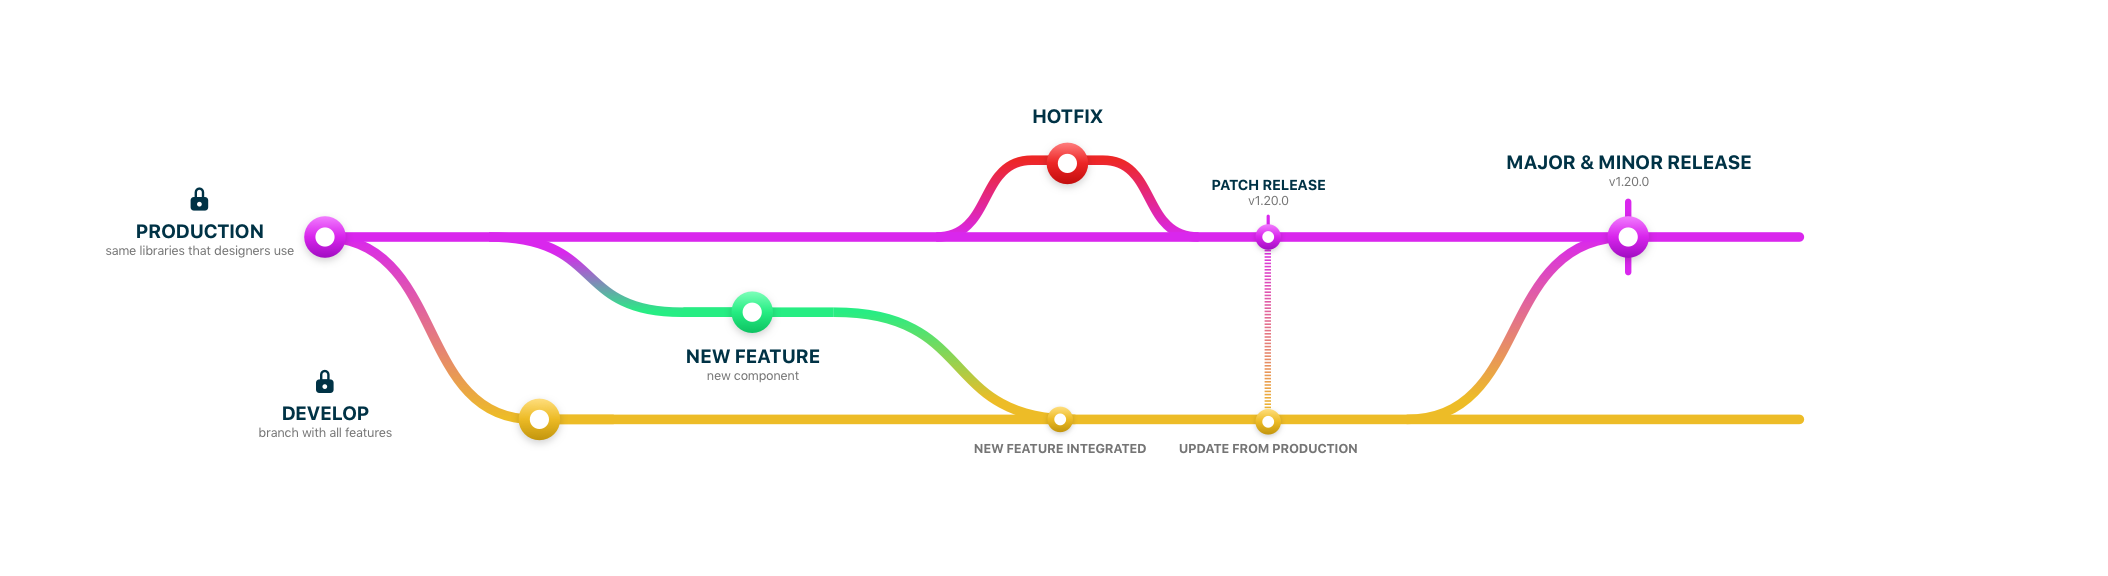 HOTFIX
MAJOR & MINOR RELEASE
v1.20.0
PATCH RELEASE
v1.20.0
PRODUCTION
same libraries that designers use
NEW FEATURE
new component
DEVELOP
branch with all features
NEW FEATURE INTEGRATED
UPDATE FROM PRODUCTION